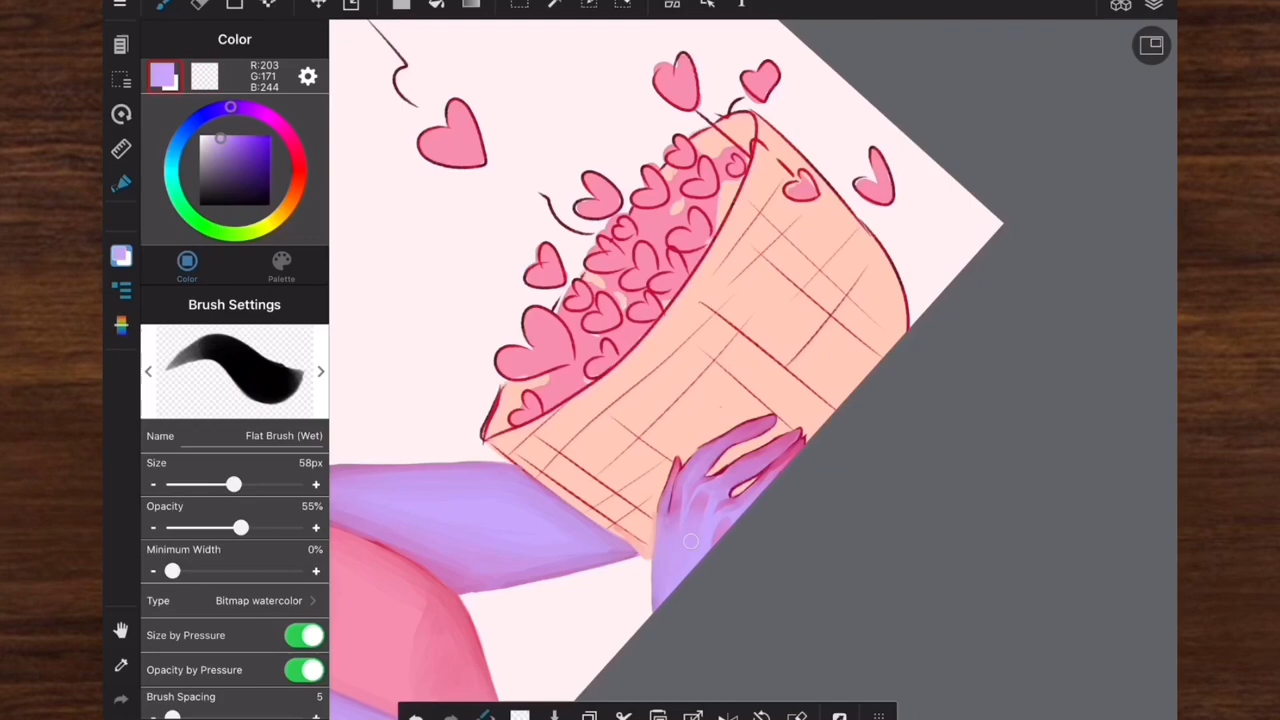 Color
R:203
G:171
B:244
Color
Palette
Brush Settings
Name Flat Brush (Wet)
Size 58px
- +
Opacity 55%
- +
Minimum Width 0%
- +
Type Bitmap watercolor >
Size by Pressure
Opacity by Pressure
Brush Spacing 5